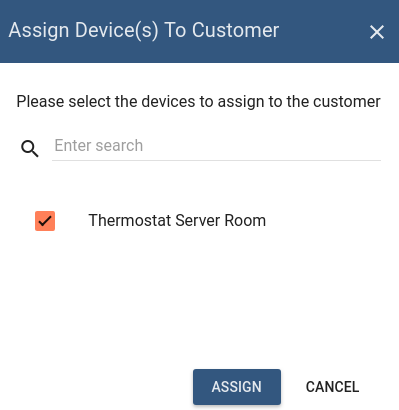 Assign Device(s) To Customer
Please select the devices to assign to the customer
Enter search
Thermostat Server Room
ASSIGN
CANCEL